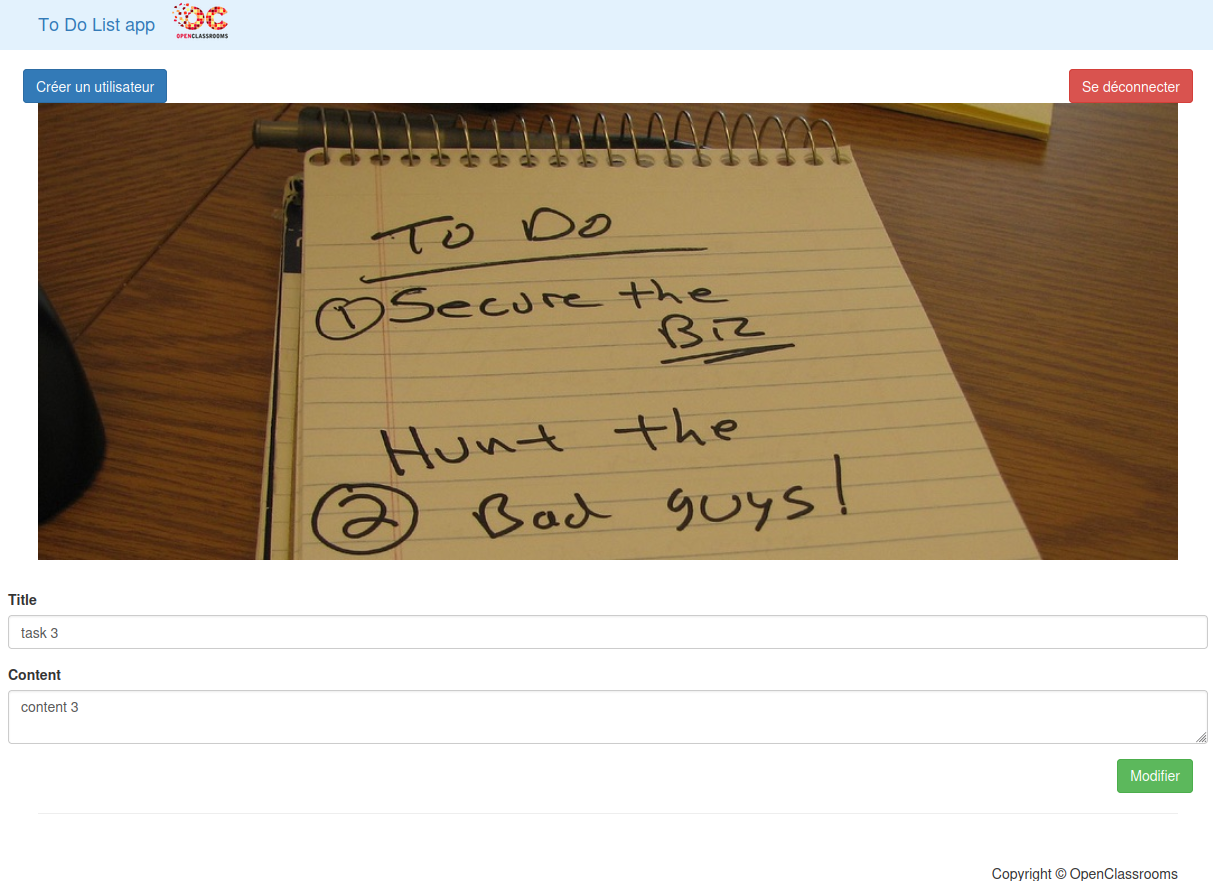 To Do List app
OC
OPENCLASSROOMS
Créer un utilisateur
Se déconnecter
To Do
1 Secure the
Biz
Hunt the
2 Bad guys!
Title
task 3
Content
content 3
Modifier
Copyright © OpenClassrooms